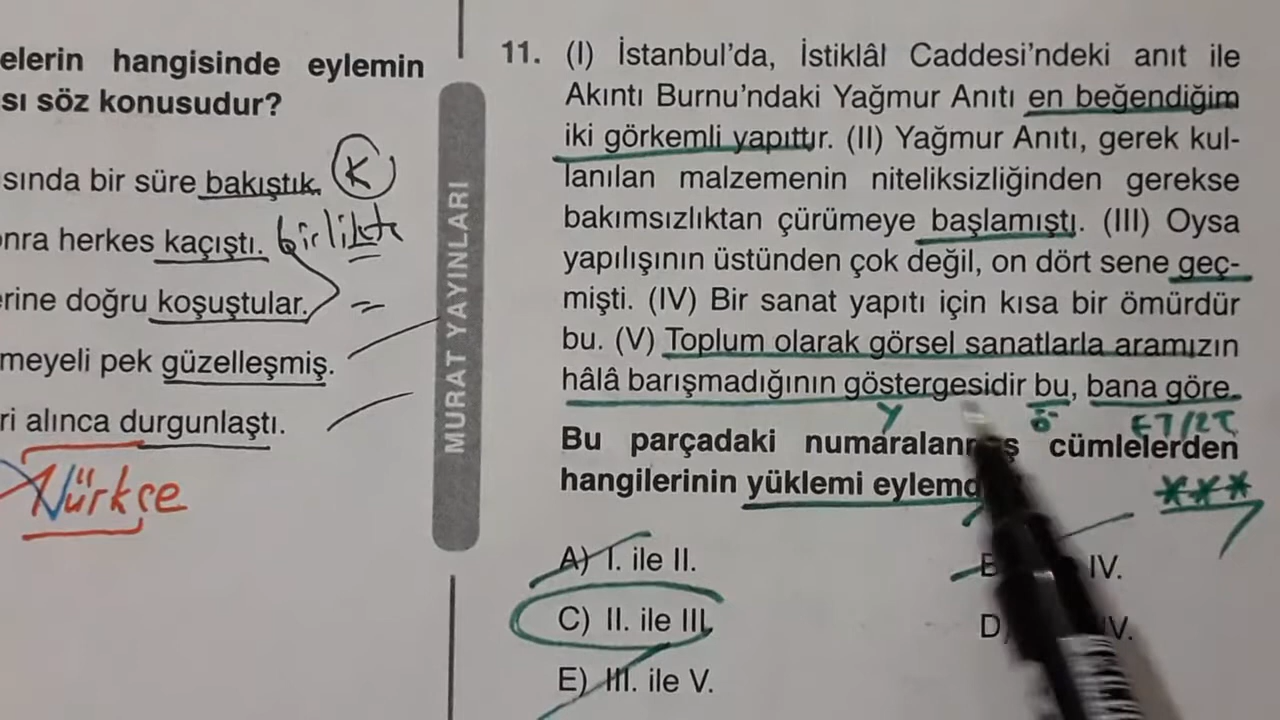 elerin hangisinde eylemin
sı söz konusudur?
sında bir süre bakıştık.
K
onra herkes kaçıştı.
birlikte
erine doğru koşuştular.
meyeli pek güzelleşmiş.
ri alınca durgunlaştı.
Nürkçe
MURAT YAYINLARI
11. (I) İstanbul'da, İstiklâl Caddesi'ndeki anıt ile
Akıntı Burnu'ndaki Yağmur Anıtı en beğendiğim
iki görkemli yapıttır. (II) Yağmur Anıtı, gerek kul-
lanılan malzemenin niteliksizliğinden gerekse
bakımsızlıktan çürümeye başlamıştı. (III) Oysa
yapılışının üstünden çok değil, on dört sene geç-
mişti. (IV) Bir sanat yapıtı için kısa bir ömürdür
bu. (V) Toplum olarak görsel sanatlarla aramızın
hâlâ barışmadığının göstergesidir bu, bana göre.
Y Ö
Bu parçadaki numaralanmış cümlelerden
hangilerinin yüklemi eylemd
***
A) I. ile II.
IV.
C) II. ile III.
D IV.
E) III. ile V.